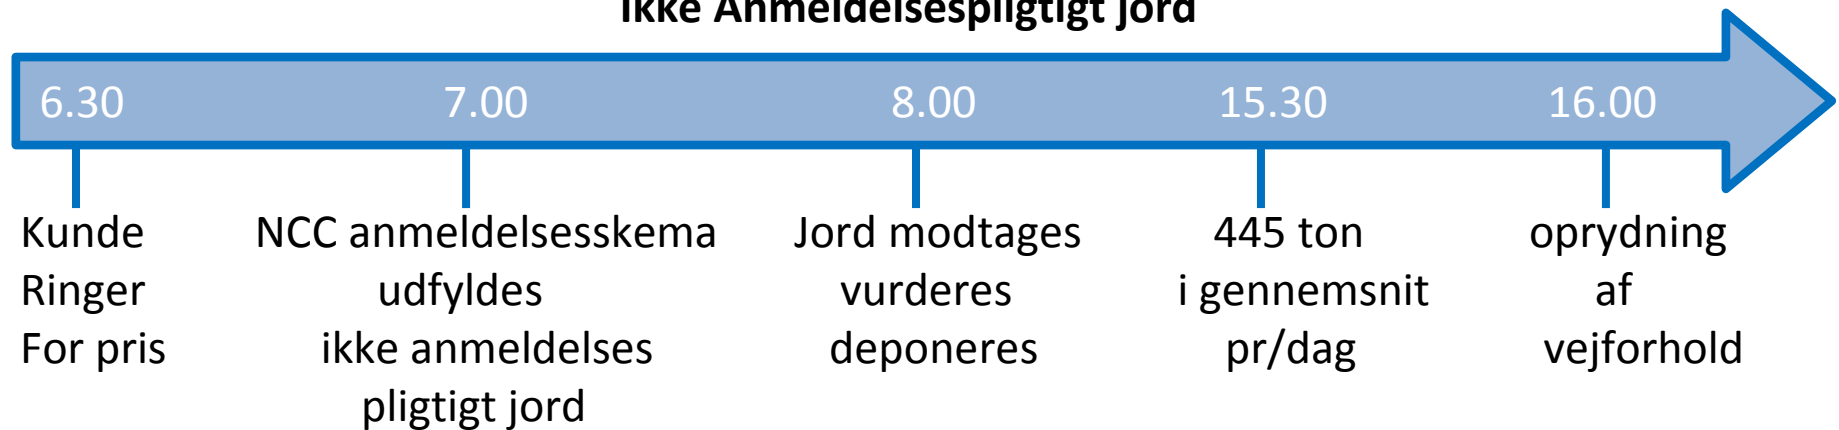 Ikke Anmeldelsespligtigt jord
6.30 7.00 8.00 15.30 16.00
Kunde NCC anmeldelsesskema Jord modtages 445 ton oprydning
Ringer udfyldes vurderes i gennemsnit af
For pris ikke anmeldelses deponeres pr/dag vejforhold
pligtigt jord